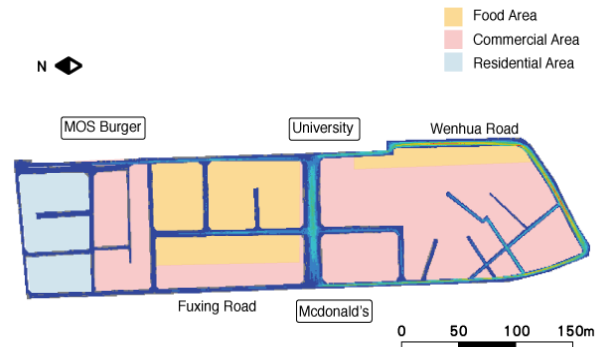 Food Area
Commercial Area
Residential Area
N
MOS Burger
University
Wenhua Road
Fuxing Road
Mcdonald's
0 50 100 150m